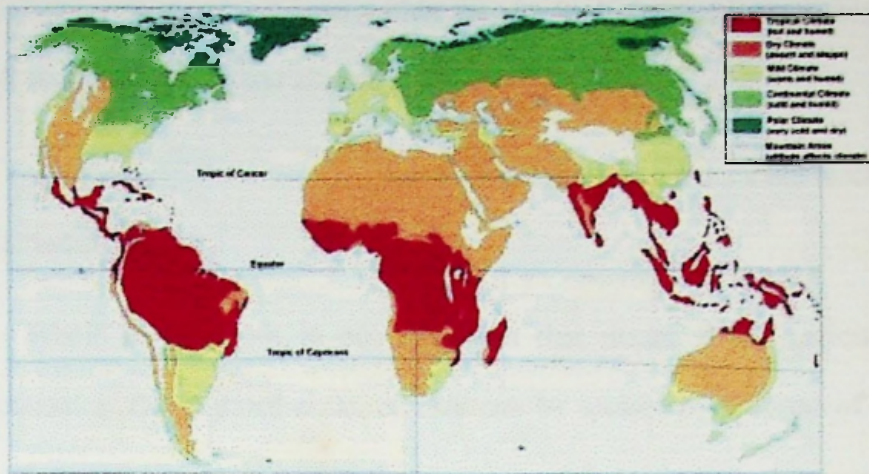 Tropical Climate
(hot and humid)
Dry Climate
(desert and steppe)
Mild Climate
(warm and humid)
Continental Climate
(cold and humid)
Polar Climate
(very cold and dry)
Mountain Areas
(altitude affects climate)
Tropic of Cancer
Equator
Tropic of Capricorn